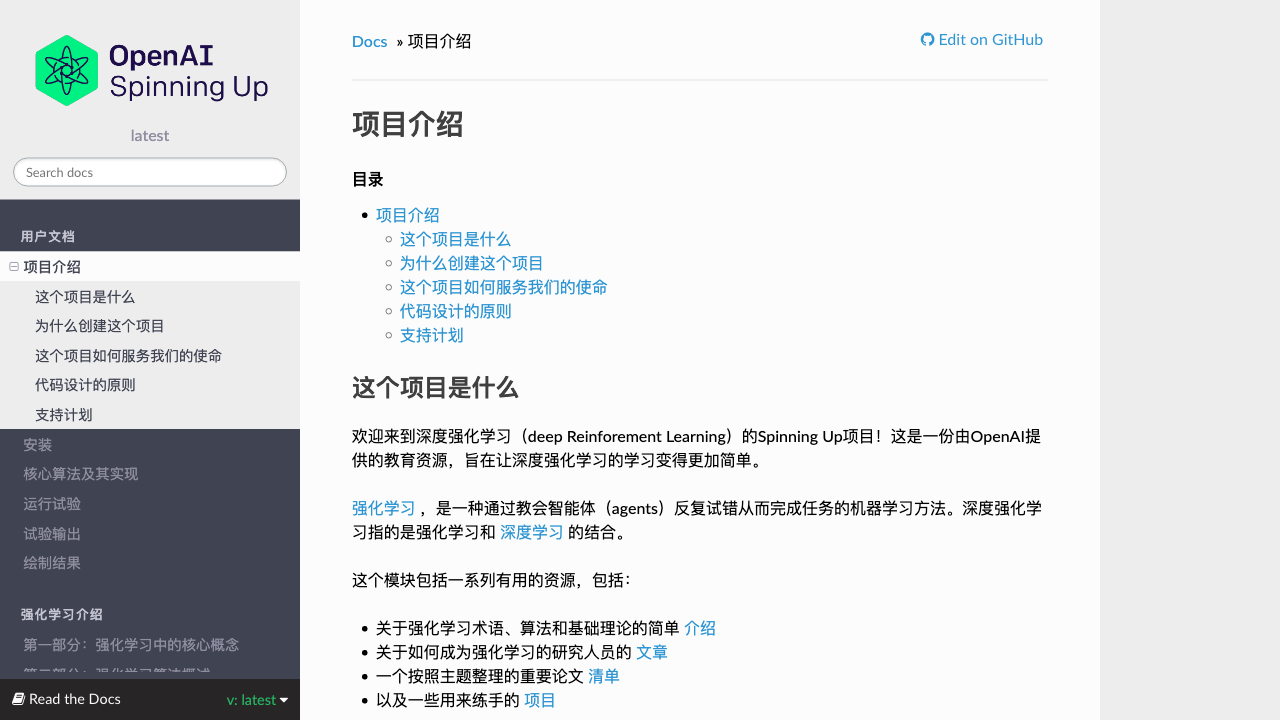 OpenAI
Spinning Up
latest
Search docs
用户文档
项目介绍
这个项目是什么
为什么创建这个项目
这个项目如何服务我们的使命
代码设计的原则
支持计划
安装
核心算法及其实现
运行试验
试验输出
绘制结果
强化学习介绍
第一部分：强化学习中的核心概念
第二部分：强化学习算法概述
Read the Docs
v: latest
Docs » 项目介绍
Edit on GitHub
项目介绍
目录
项目介绍
这个项目是什么
为什么创建这个项目
这个项目如何服务我们的使命
代码设计的原则
支持计划
这个项目是什么
欢迎来到深度强化学习（deep Reinforement Learning）的Spinning Up项目！这是一份由OpenAI提
供的教育资源，旨在让深度强化学习的学习变得更加简单。
强化学习 ，是一种通过教会智能体（agents）反复试错从而完成任务的机器学习方法。深度强化学
习指的是强化学习和 深度学习 的结合。
这个模块包括一系列有用的资源，包括：
关于强化学习术语、算法和基础理论的简单 介绍
关于如何成为强化学习的研究人员的 文章
一个按照主题整理的重要论文 清单
以及一些用来练手的 项目